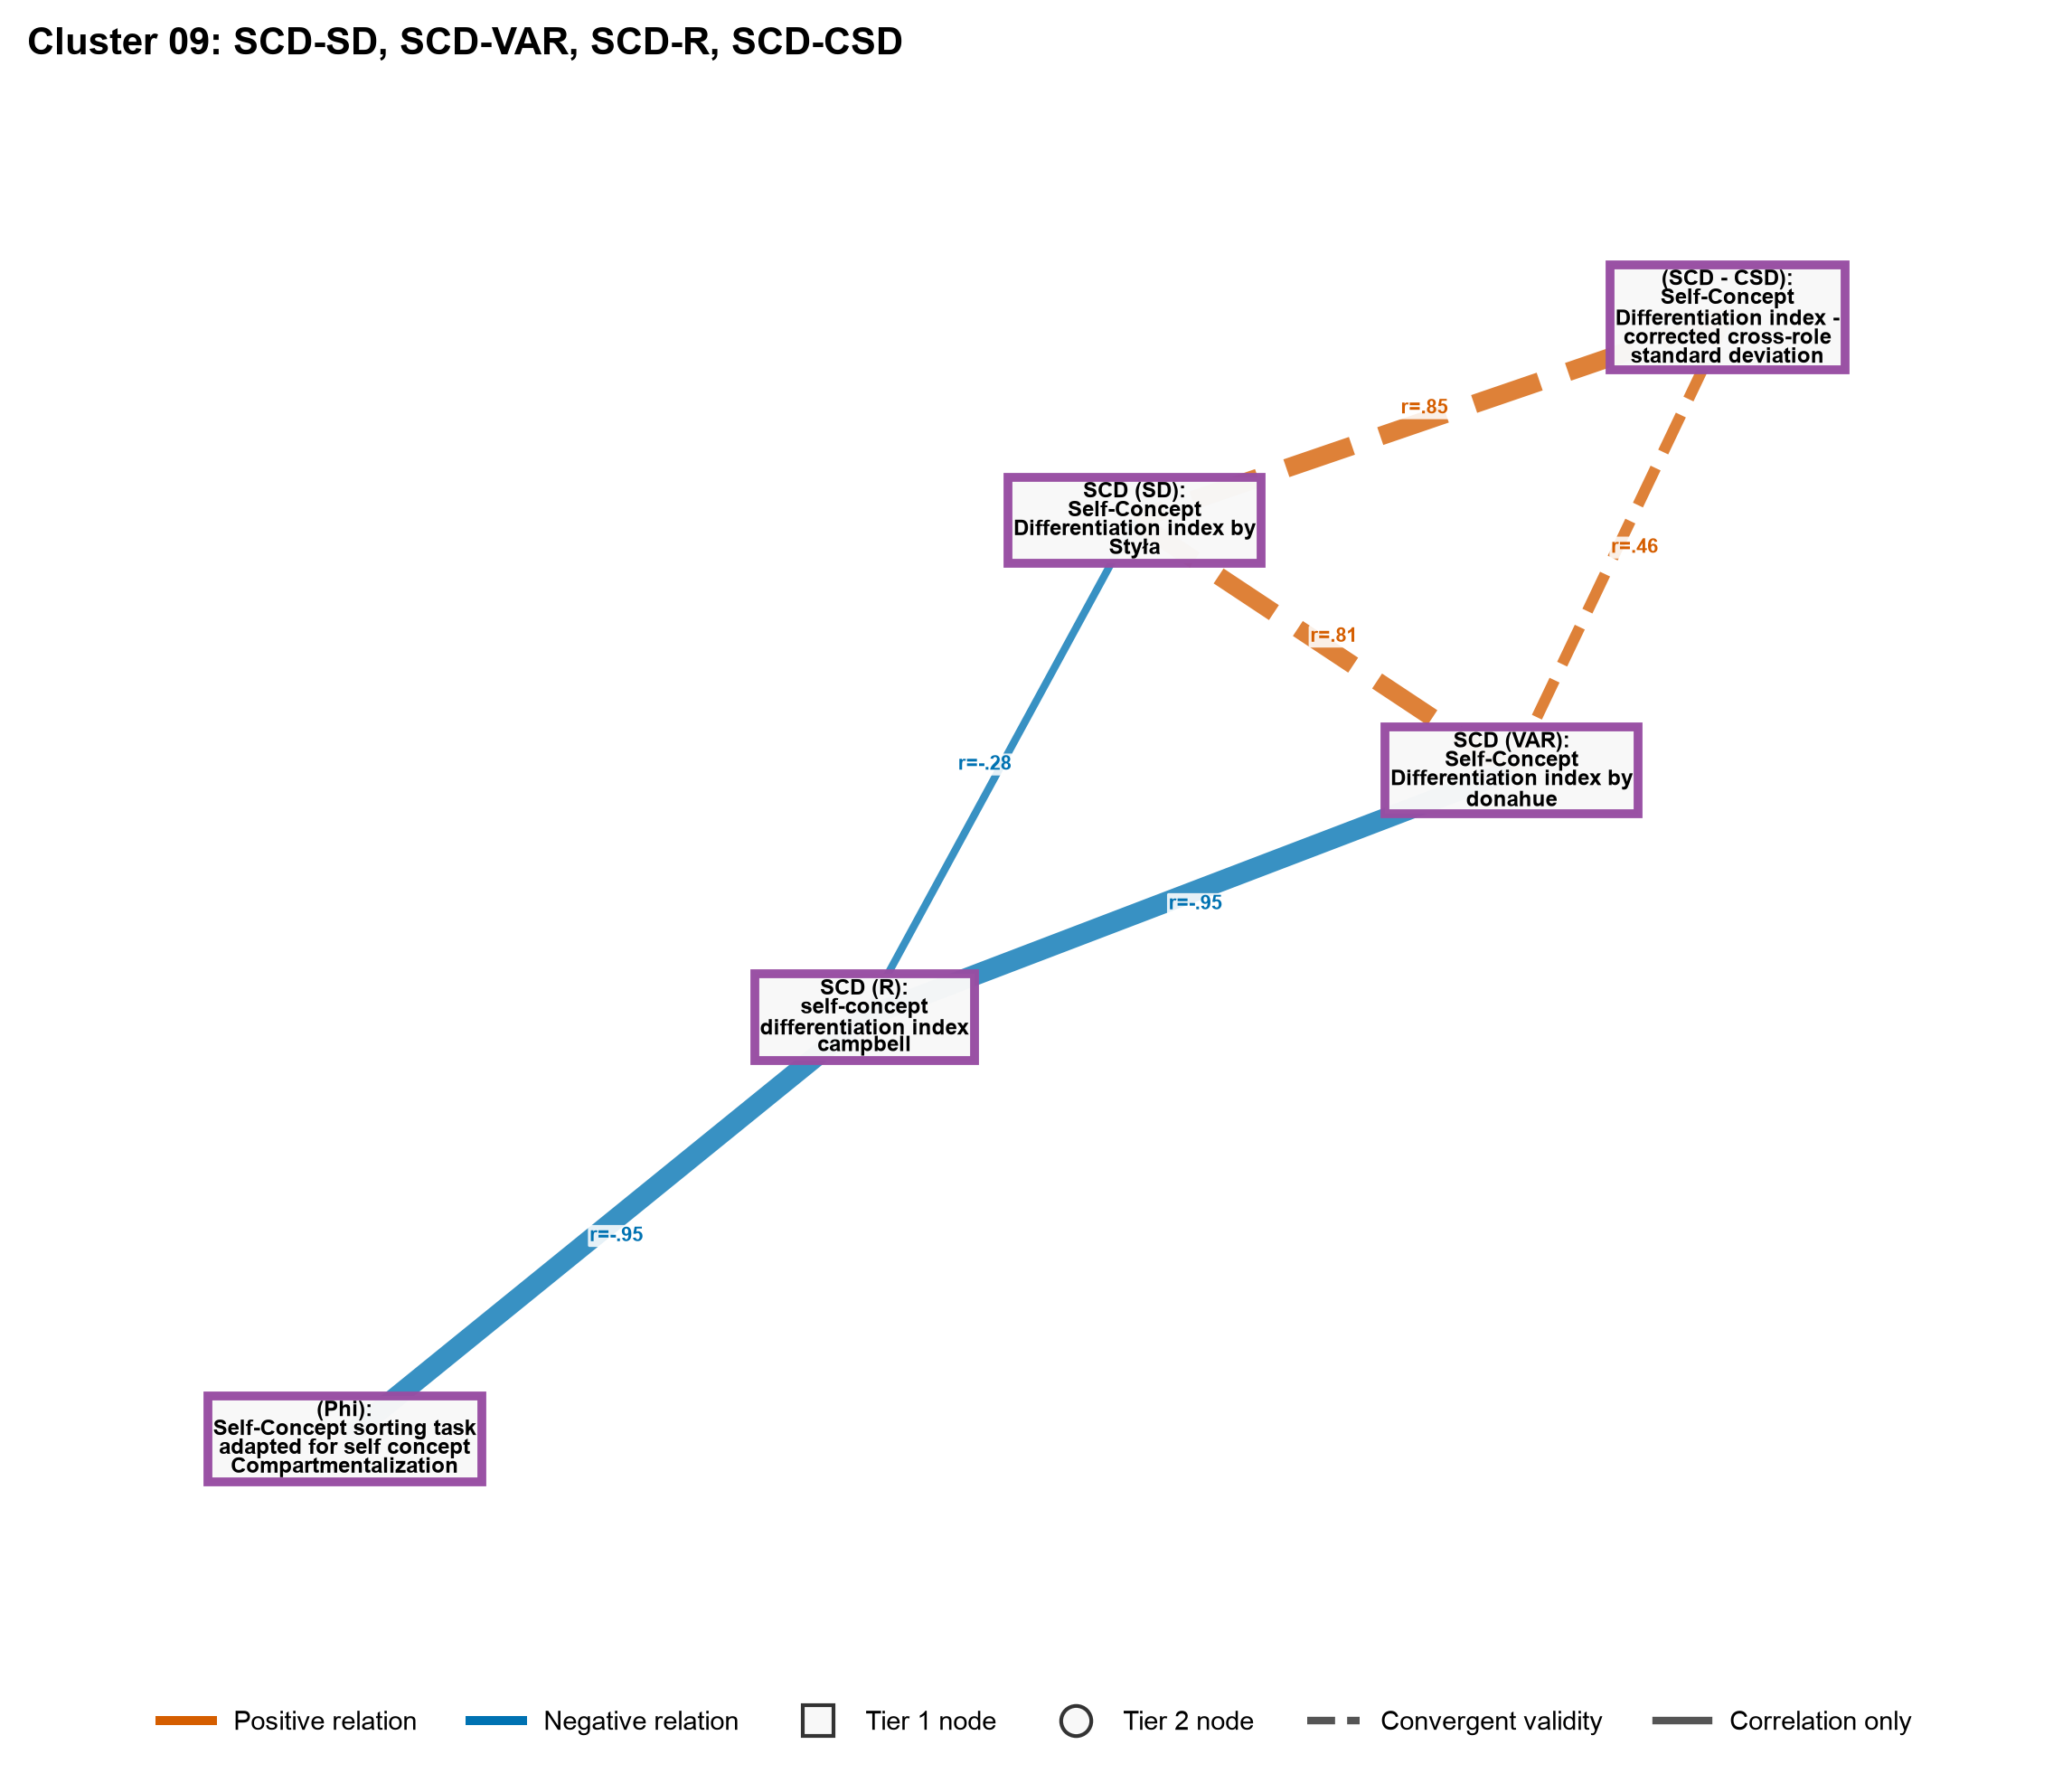 Cluster 09: SCD-SD, SCD-VAR, SCD-R, SCD-CSD
(SCD - CSD):
Self-Concept
Differentiation index -
corrected cross-role
standard deviation
r=.85
SCD (SD):
Self-Concept
Differentiation index by
Styła
r=.46
r=.81
SCD (VAR):
Self-Concept
Differentiation index by
donahue
r=-.28
r=-.95
SCD (R):
self-concept
differentiation index
campbell
r=-.95
(Phi):
Self-Concept sorting task
adapted for self concept
Compartmentalization
Positive relation
Negative relation
Tier 1 node
Tier 2 node
Convergent validity
Correlation only